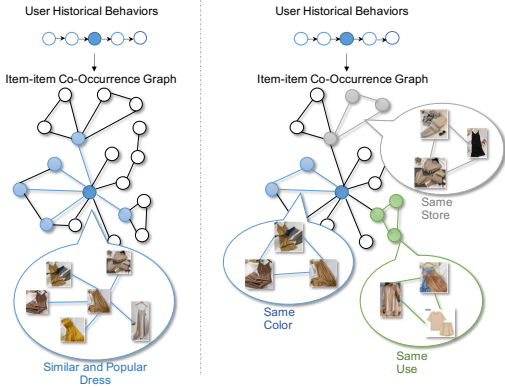 User Historical Behaviors
Item-item Co-Occurrence Graph
Similar and Popular
Dress
User Historical Behaviors
Item-item Co-Occurrence Graph
Same
Store
Same
Color
Same
Use